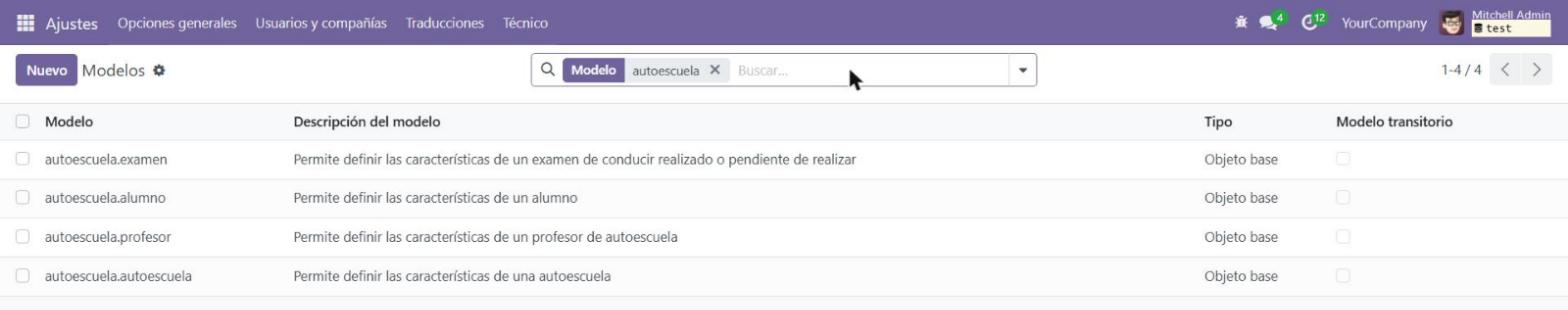 Ajustes Opciones generales Usuarios y compañías Traducciones Técnico 4 12 YourCompany Mitchell Admin
test
Nuevo Modelos Modelo autoescuela Buscar... 1-4 / 4
Modelo Descripción del modelo Tipo Modelo transitorio
autoescuela.examen Permite definir las características de un examen de conducir realizado o pendiente de realizar Objeto base
autoescuela.alumno Permite definir las características de un alumno Objeto base
autoescuela.profesor Permite definir las características de un profesor de autoescuela Objeto base
autoescuela.autoescuela Permite definir las características de una autoescuela Objeto base